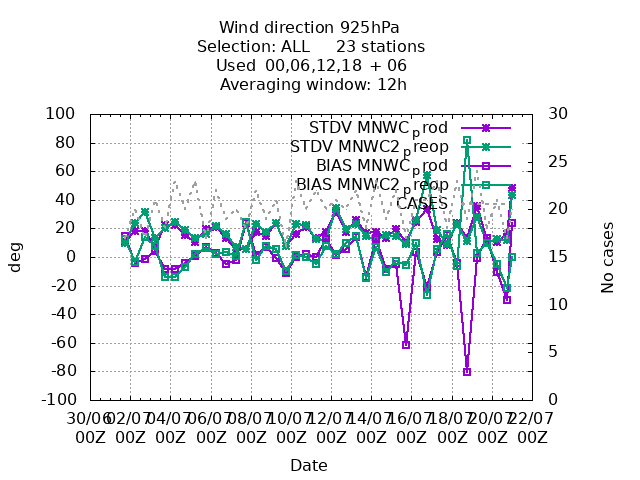 Wind direction 925hPa
Selection: ALL 23 stations
Used 00,06,12,18 + 06
Averaging window: 12h
STDV MNWC_prod
STDV MNWC2_preop
BIAS MNWC_prod
BIAS MNWC2_preop
CASES
deg
100
80
60
40
20
0
-20
-40
-60
-80
-100
No cases
30
25
20
15
10
5
0
30/06 02/07 04/07 06/07 08/07 10/07 12/07 14/07 16/07 18/07 20/07 22/07
00Z 00Z 00Z 00Z 00Z 00Z 00Z 00Z 00Z 00Z 00Z 00Z
Date